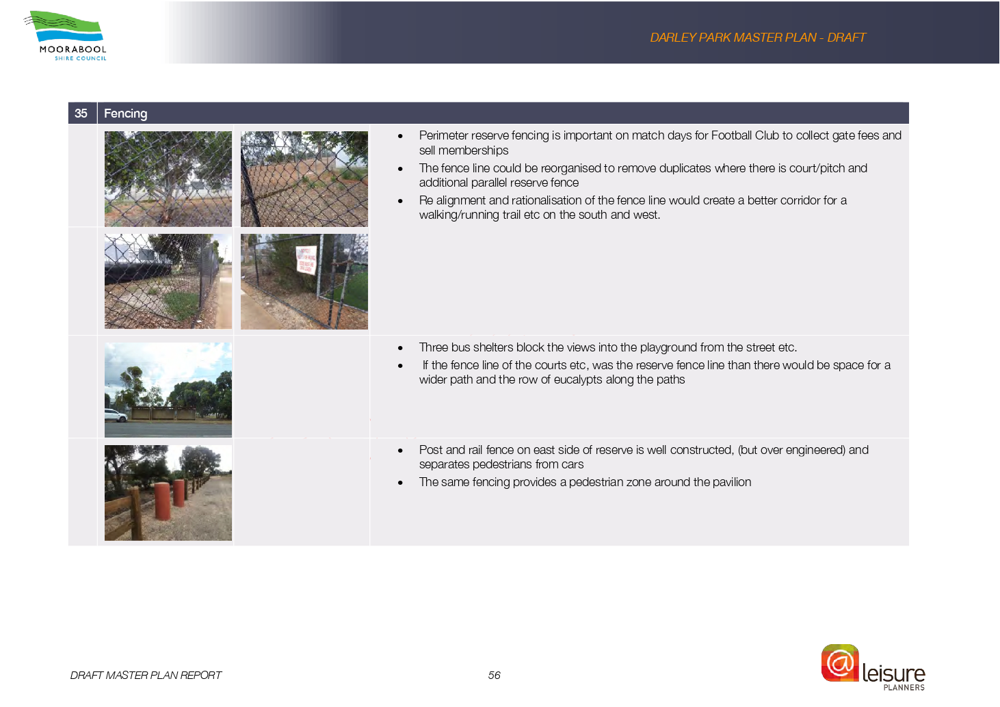 MOORABOOL
SHIRE COUNCIL
DARLEY PARK MASTER PLAN - DRAFT
35 Fencing
• Perimeter reserve fencing is important on match days for Football Club to collect gate fees and
sell memberships
• The fence line could be reorganised to remove duplicates where there is court/pitch and
additional parallel reserve fence
• Re alignment and rationalisation of the fence line would create a better corridor for a
walking/running trail etc on the south and west.
• Three bus shelters block the views into the playground from the street etc.
• If the fence line of the courts etc, was the reserve fence line than there would be space for a
wider path and the row of eucalypts along the paths
• Post and rail fence on east side of reserve is well constructed, (but over engineered) and
separates pedestrians from cars
• The same fencing provides a pedestrian zone around the pavilion
DRAFT MASTER PLAN REPORT
56
@leisure
PLANNERS